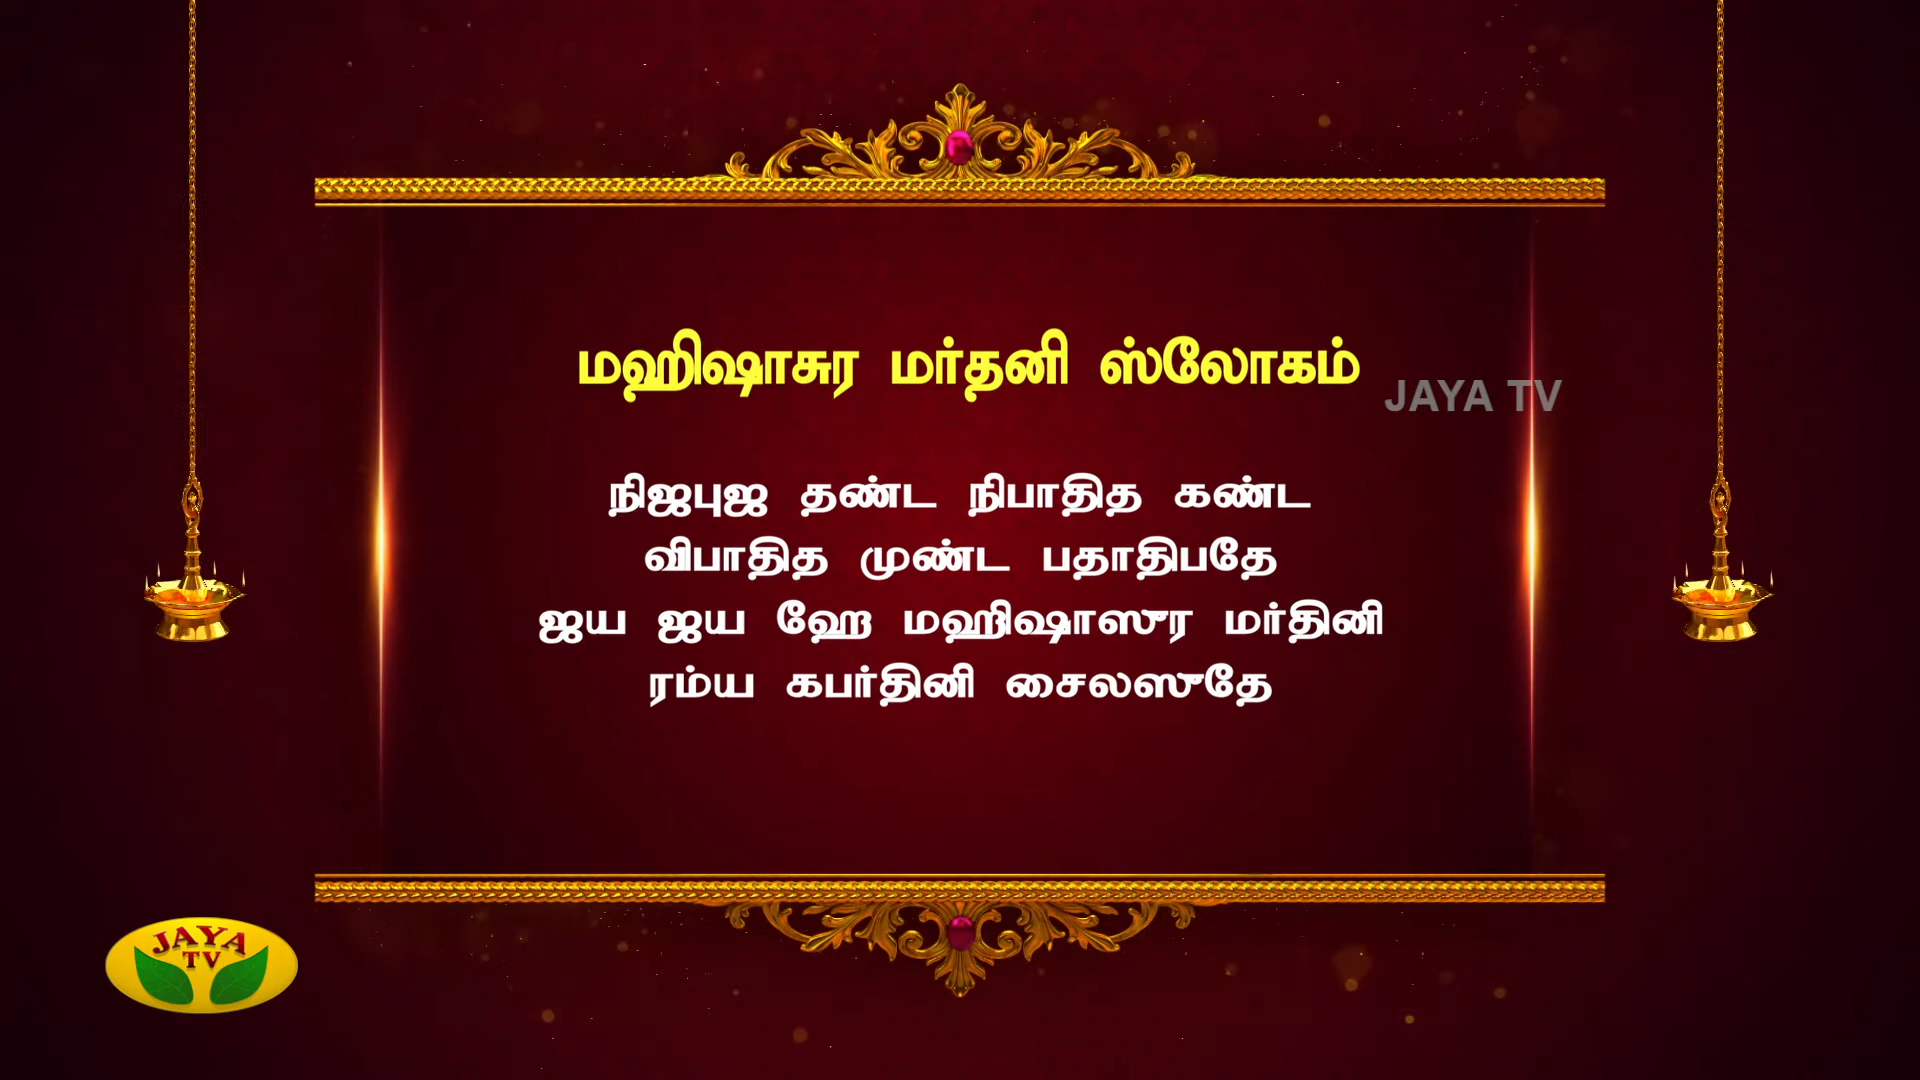 மஹிஷாசுர மர்தனி ஸ்லோகம்
JAYA TV
நிஜபுஜ தண்ட நிபாதித கண்ட
விபாதித முண்ட பதாதிபதே
ஜய ஜய ஹே மஹிஷாஸுர மர்தினி
ரம்ய கபர்தினி சைலஸுதே
JAYA
TV